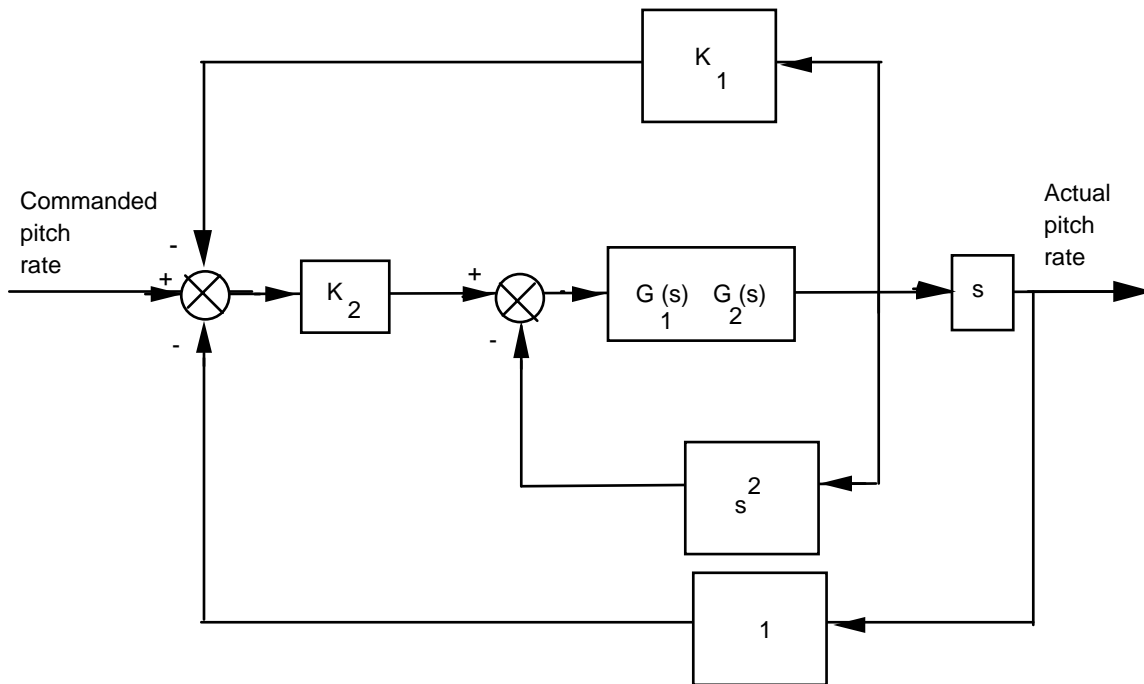 K
1
Commanded
pitch
rate
Actual
pitch
rate
-
+
K
2
+
-
G (s) G (s)
1 2
s
-
2
s
1